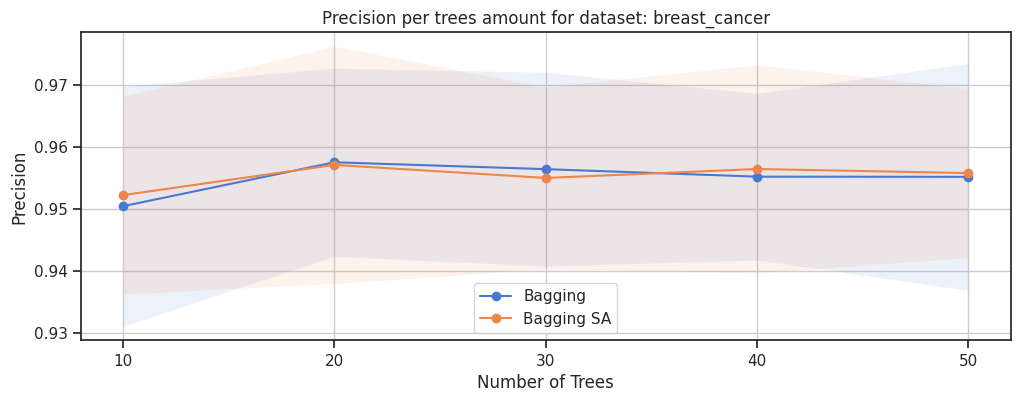 Precision per trees amount for dataset: breast_cancer
Precision
0.97
0.96
0.95
0.94
0.93
Bagging
Bagging SA
10
20
30
40
50
Number of Trees